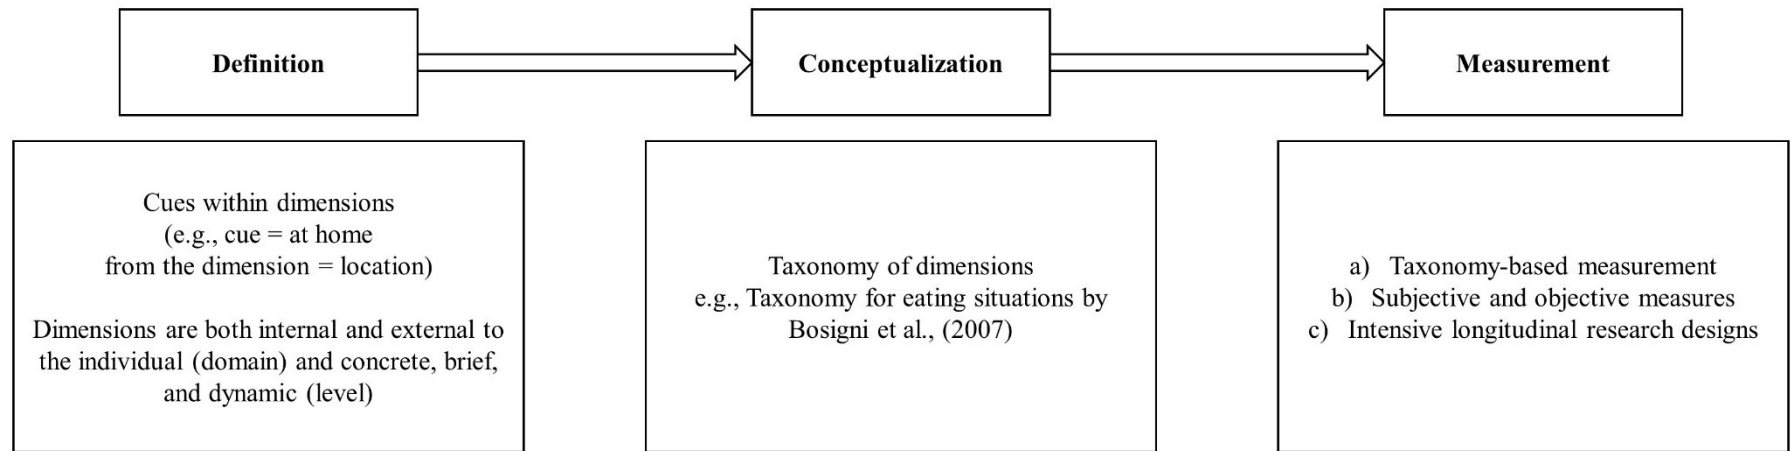 Definition
Conceptualization
Measurement
Cues within dimensions
(e.g., cue = at home
from the dimension = location)
Dimensions are both internal and external to
the individual (domain) and concrete, brief,
and dynamic (level)
Taxonomy of dimensions
e.g., Taxonomy for eating situations by
Bosigni et al., (2007)
a) Taxonomy-based measurement
b) Subjective and objective measures
c) Intensive longitudinal research designs